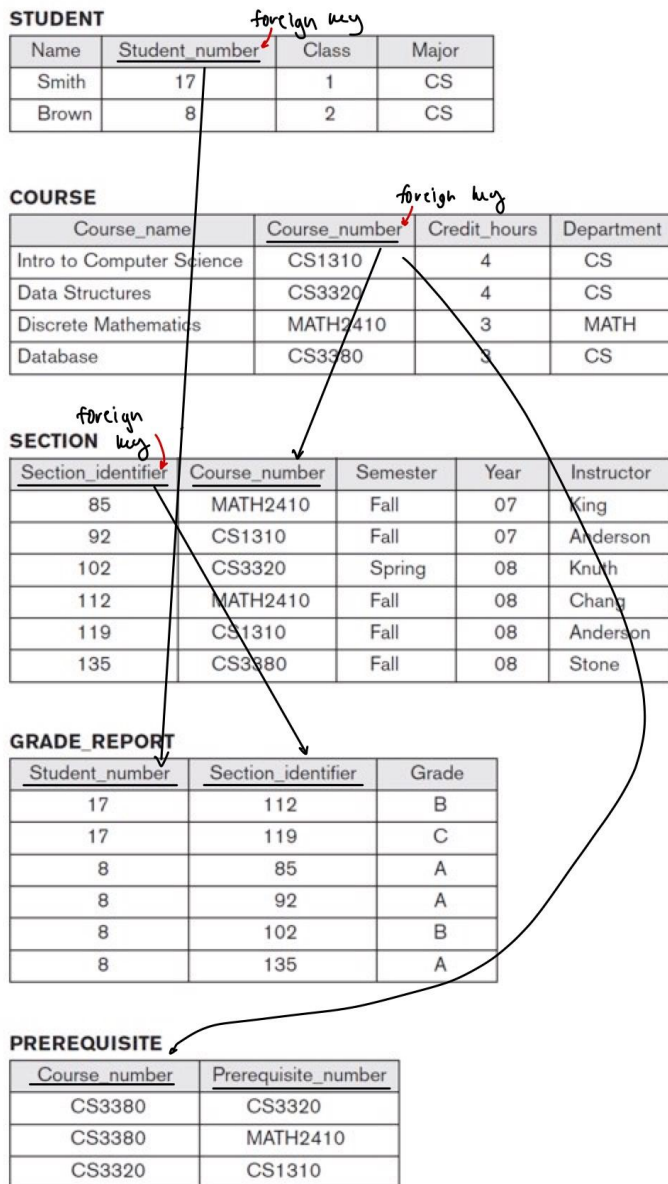 STUDENT foreign key
Name Student_number Class Major
Smith 17 1 CS
Brown 8 2 CS
COURSE foreign key
Course_name Course_number Credit_hours Department
Intro to Computer Science CS1310 4 CS
Data Structures CS3320 4 CS
Discrete Mathematics MATH2410 3 MATH
Database CS3380 3 CS
foreign
SECTION key
Section_identifier Course_number Semester Year Instructor
85 MATH2410 Fall 07 King
92 CS1310 Fall 07 Anderson
102 CS3320 Spring 08 Knuth
112 MATH2410 Fall 08 Chang
119 CS1310 Fall 08 Anderson
135 CS3380 Fall 08 Stone
GRADE_REPORT
Student_number Section_identifier Grade
17 112 B
17 119 C
8 85 A
8 92 A
8 102 B
8 135 A
PREREQUISITE
Course_number Prerequisite_number
CS3380 CS3320
CS3380 MATH2410
CS3320 CS1310